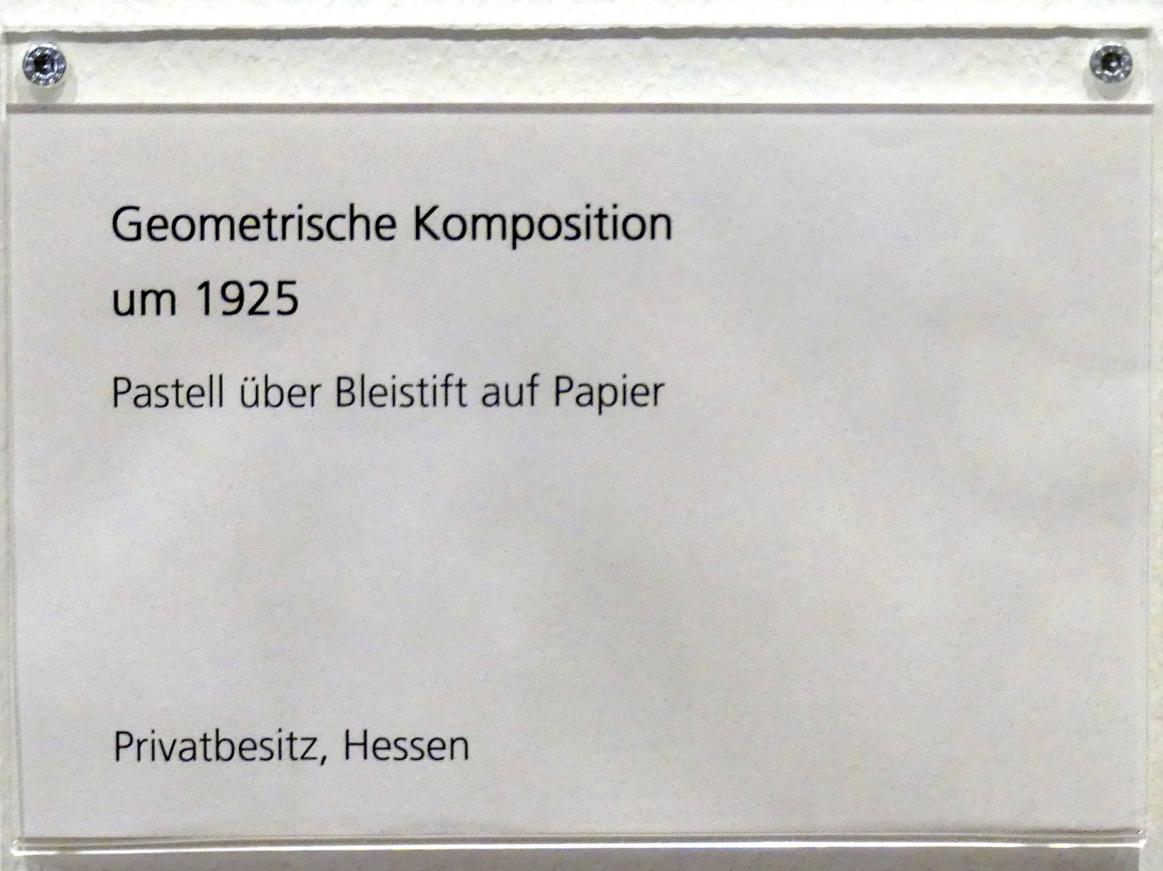 Geometrische Komposition
um 1925
Pastell über Bleistift auf Papier
Privatbesitz, Hessen